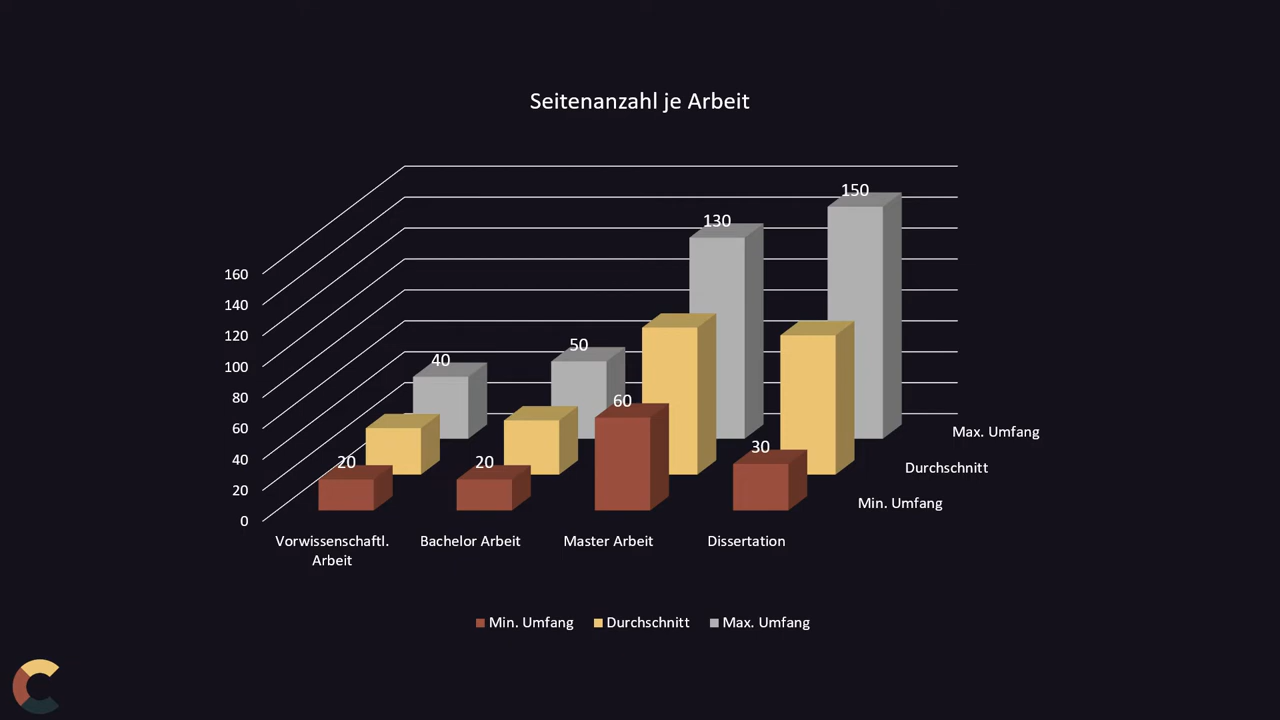 Seitenanzahl je Arbeit
160
140
120
100
80
60
40
20
0
40
50
130
150
20
20
60
30
Max. Umfang
Durchschnitt
Min. Umfang
Vorwissenschaftl.
Arbeit
Bachelor Arbeit
Master Arbeit
Dissertation
Min. Umfang Durchschnitt Max. Umfang